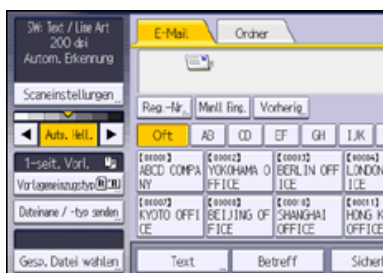 SW: Text / Line Art
200 dpi
Autom. Erkennung
Scaneinstellungen
Auto. Hell.
1-seit. Vorl.
Vorlageneinzugstyp
Dateiname / -typ senden
Gesp. Datei wählen
E-Mail
Ordner
Reg.-Nr.
Manll Eing.
Vorherig.
Oft
AB
CD
EF
GH
IJK
[00001]
ABCD COMPA
NY
[00002]
YOKOHAMA O
FFICE
[00003]
BERLIN OFF
ICE
[00004]
LONDON
ICE
[00007]
KYOTO OFFI
CE
[00008]
BEIJING OF
FICE
SHANGHAI
OFFICE
HONG K
OFFICE
Text
Betreff
Sicher